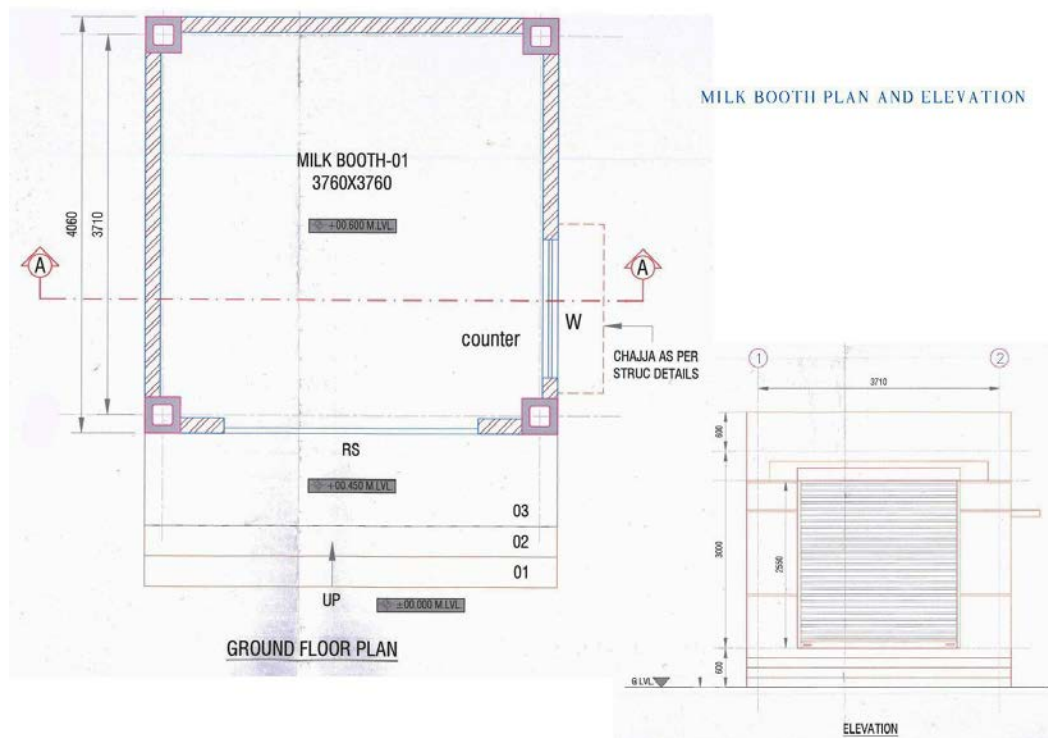 MILK BOOTH PLAN AND ELEVATION
MILK BOOTH-01
3760X3760
+00.600 M.LVL.
4060
3710
A
A
counter
W
CHAJJA AS PER
STRUC DETAILS
RS
+00.450 M.LVL.
03
02
01
UP
±00.000 M.LVL.
GROUND FLOOR PLAN
1
2
3710
600
3000
2550
600
G LVL.
ELEVATION